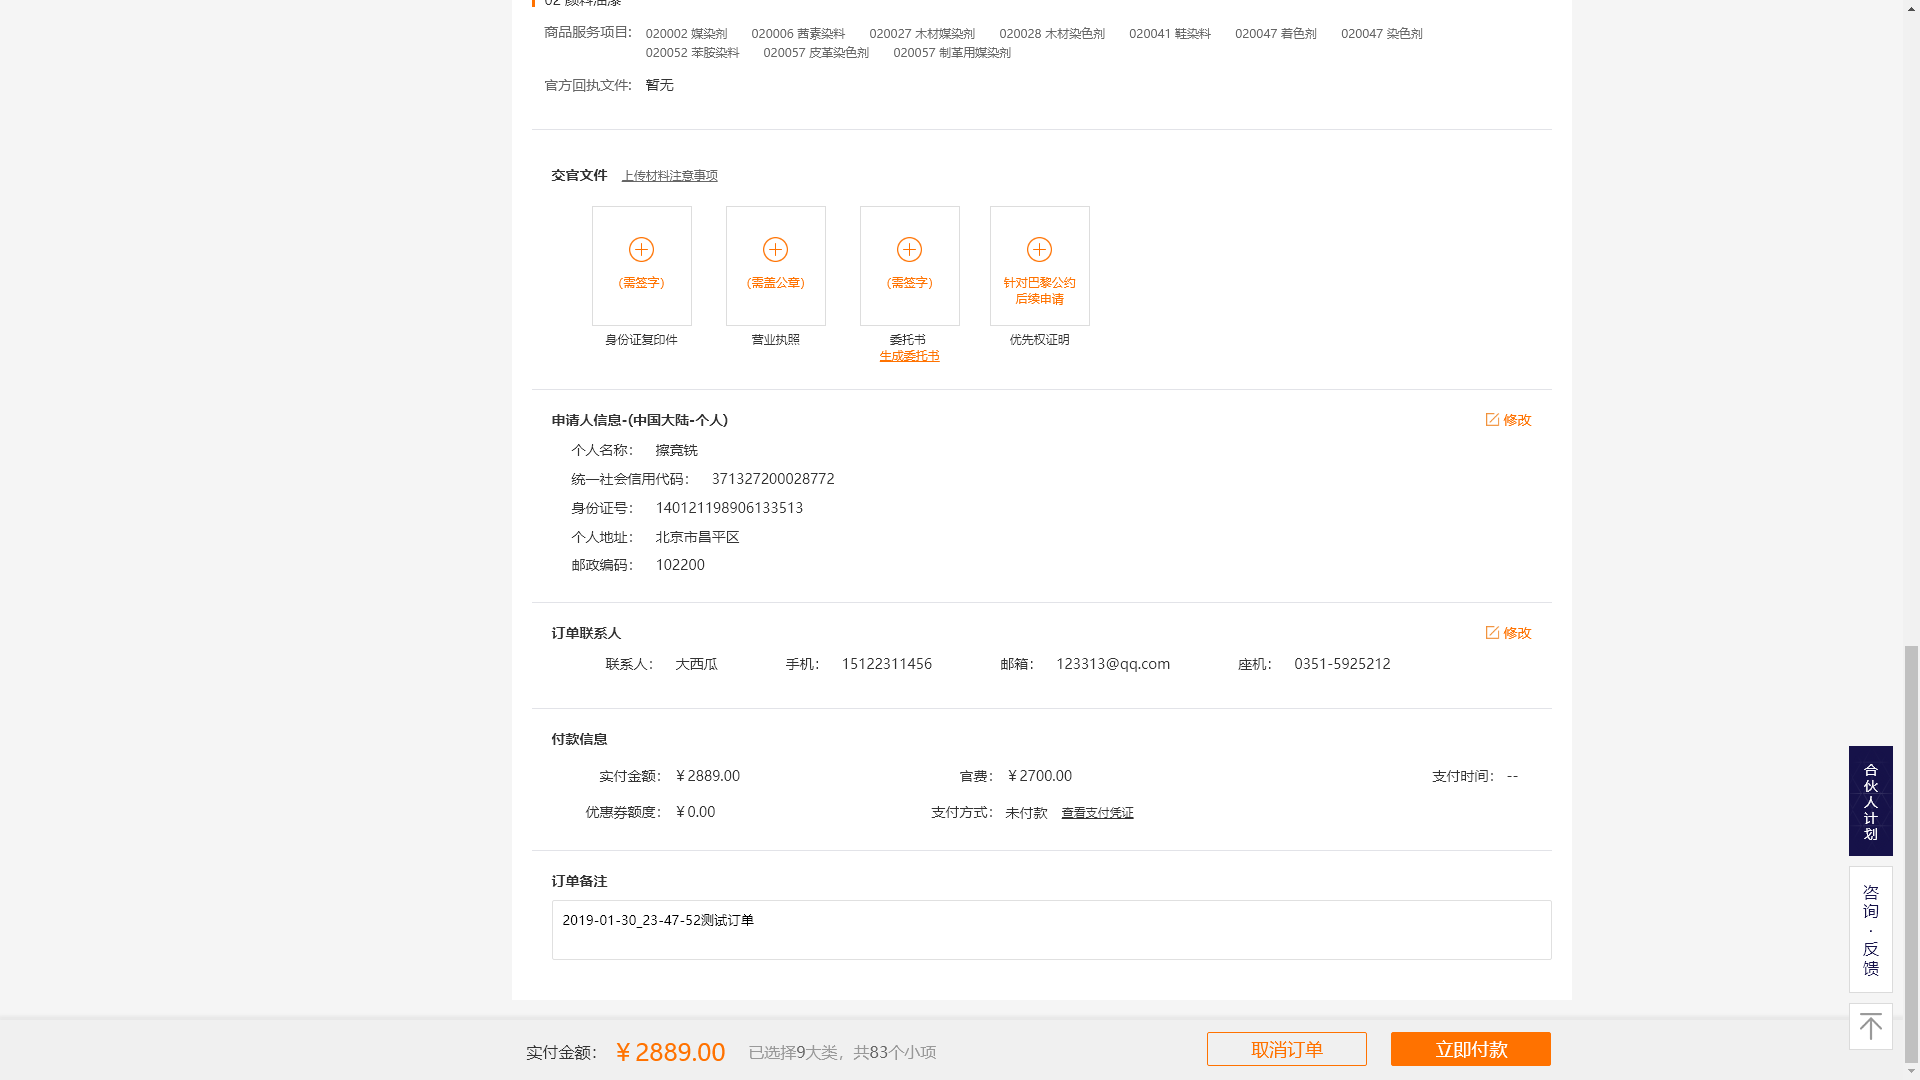 02 颜料油漆
商品服务项目: 020002 媒染剂 020006 茜素染料 020027 木材媒染剂 020028 木材染色剂 020041 鞋染料 020047 着色剂 020047 染色剂
020052 苯胺染料 020057 皮革染色剂 020057 制革用媒染剂
官方回执文件: 暂无
交官文件 上传材料注意事项
(需签字) (需盖公章) (需签字) 针对巴黎公约
后续申请
身份证复印件 营业执照 委托书 优先权证明
生成委托书
申请人信息-(中国大陆-个人) 修改
个人名称: 擦竟铣
统一社会信用代码: 371327200028772
身份证号: 140121198906133513
个人地址: 北京市昌平区
邮政编码: 102200
订单联系人 修改
联系人: 大西瓜 手机: 15122311456 邮箱: 123313@qq.com 座机: 0351-5925212
付款信息
实付金额: ￥2889.00 官费: ￥2700.00 支付时间: --
优惠券额度: ￥0.00 支付方式: 未付款 查看支付凭证
订单备注
2019-01-30_23-47-52测试订单
合伙人计划
咨询·反馈
实付金额: ￥2889.00 已选择9大类, 共83个小项 取消订单 立即付款